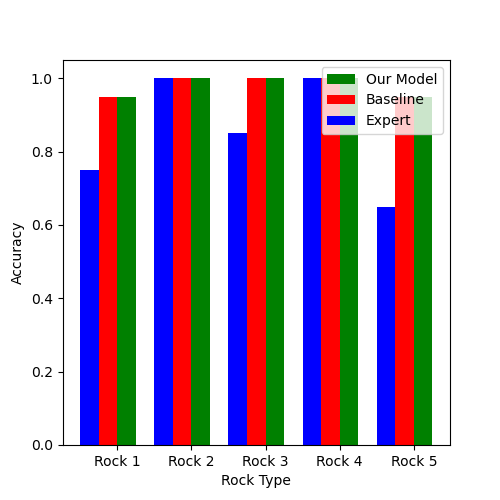 Our Model
Baseline
Expert
1.0
0.8
0.6
0.4
0.2
0.0
Accuracy
Rock 1 Rock 2 Rock 3 Rock 4 Rock 5
Rock Type